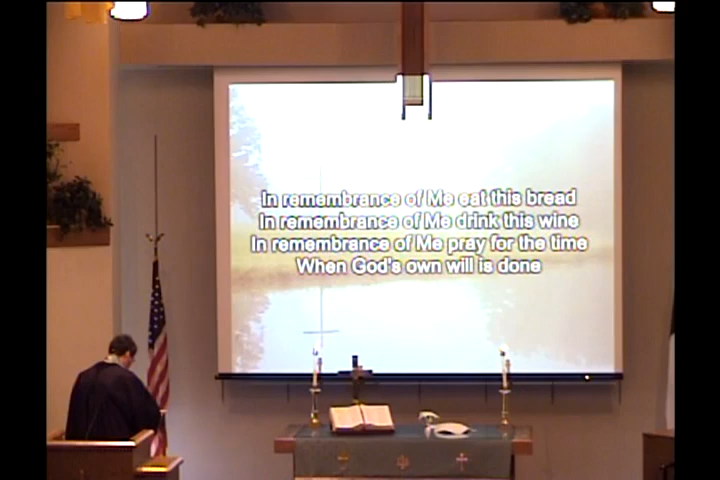 In remembrance of Me eat this bread
In remembrance of Me drink this wine
In remembrance of Me pray for the time
When God's own will is done